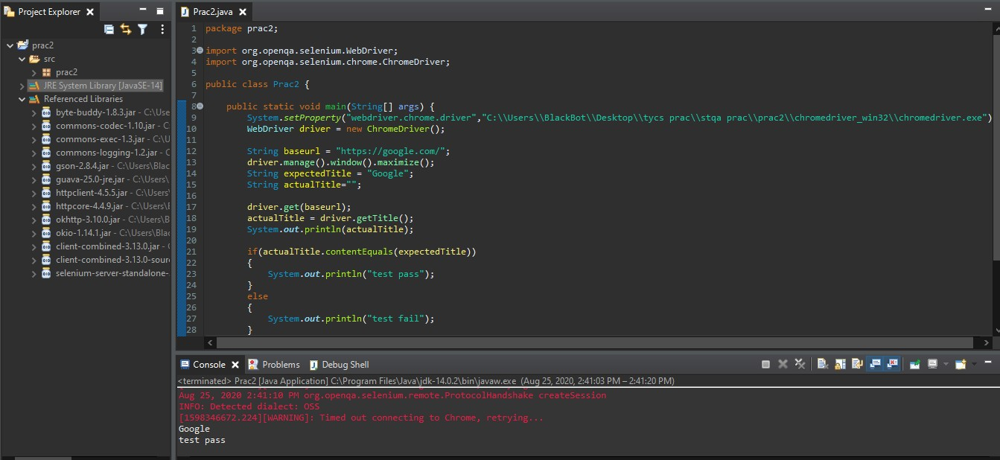 Project Explorer
prac2
src
prac2
JRE System Library [JavaSE-14]
Referenced Libraries
byte-buddy-1.8.3.jar - C:\Use
commons-codec-1.10.jar - C:
commons-exec-1.3.jar - C:\U
commons-logging-1.2.jar -
gson-2.8.4.jar - C:\Users\Blac
guava-25.0-jre.jar - C:\Users\
httpclient-4.5.5.jar - C:\Users
httpcore-4.4.9.jar - C:\Users\
okhttp-3.10.0.jar - C:\Users\B
okio-1.14.1.jar - C:\Users\Blac
client-combined-3.13.0.jar -
client-combined-3.13.0-sour
selenium-server-standalone-
Prac2.java
1 package prac2;
2
3 import org.openqa.selenium.WebDriver;
4 import org.openqa.selenium.chrome.ChromeDriver;
5
6 public class Prac2 {
7
8 public static void main(String[] args) {
9 System.setProperty("webdriver.chrome.driver","C:\\Users\\BlackBot\\Desktop\\tycs prac\\stqa prac\\prac2\\chromedriver_win32\\chromedriver.exe")
10 WebDriver driver = new ChromeDriver();
11
12 String baseurl = "https://google.com/";
13 driver.manage().window().maximize();
14 String expectedTitle = "Google";
15 String actualTitle="";
16
17 driver.get(baseurl);
18 actualTitle = driver.getTitle();
19 System.out.println(actualTitle);
20
21 if(actualTitle.contentEquals(expectedTitle))
22 {
23 System.out.println("test pass");
24 }
25 else
26 {
27 System.out.println("test fail");
28 }
Console Problems Debug Shell
<terminated> Prac2 [Java Application] C:\Program Files\Java\jdk-14.0.2\bin\javaw.exe (Aug 25, 2020, 2:41:03 PM – 2:41:20 PM)
Aug 25, 2020 2:41:10 PM org.openqa.selenium.remote.ProtocolHandshake createSession
INFO: Detected dialect: OSS
[1598346672.224][WARNING]: Timed out connecting to Chrome, retrying...
Google
test pass